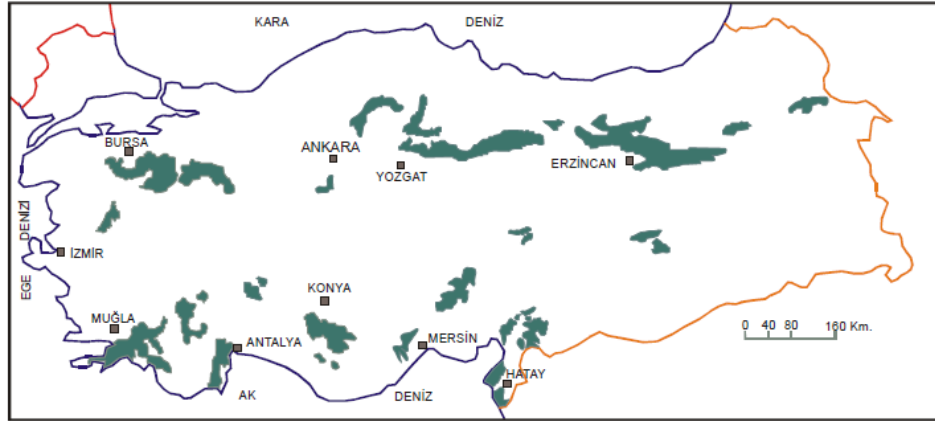 KARA DENİZ
BURSA
ANKARA
YOZGAT
ERZİNCAN
EGE DENİZİ
İZMİR
KONYA
MUĞLA
ANTALYA
MERSİN
0 40 80 160 Km.
HATAY
AK DENİZ